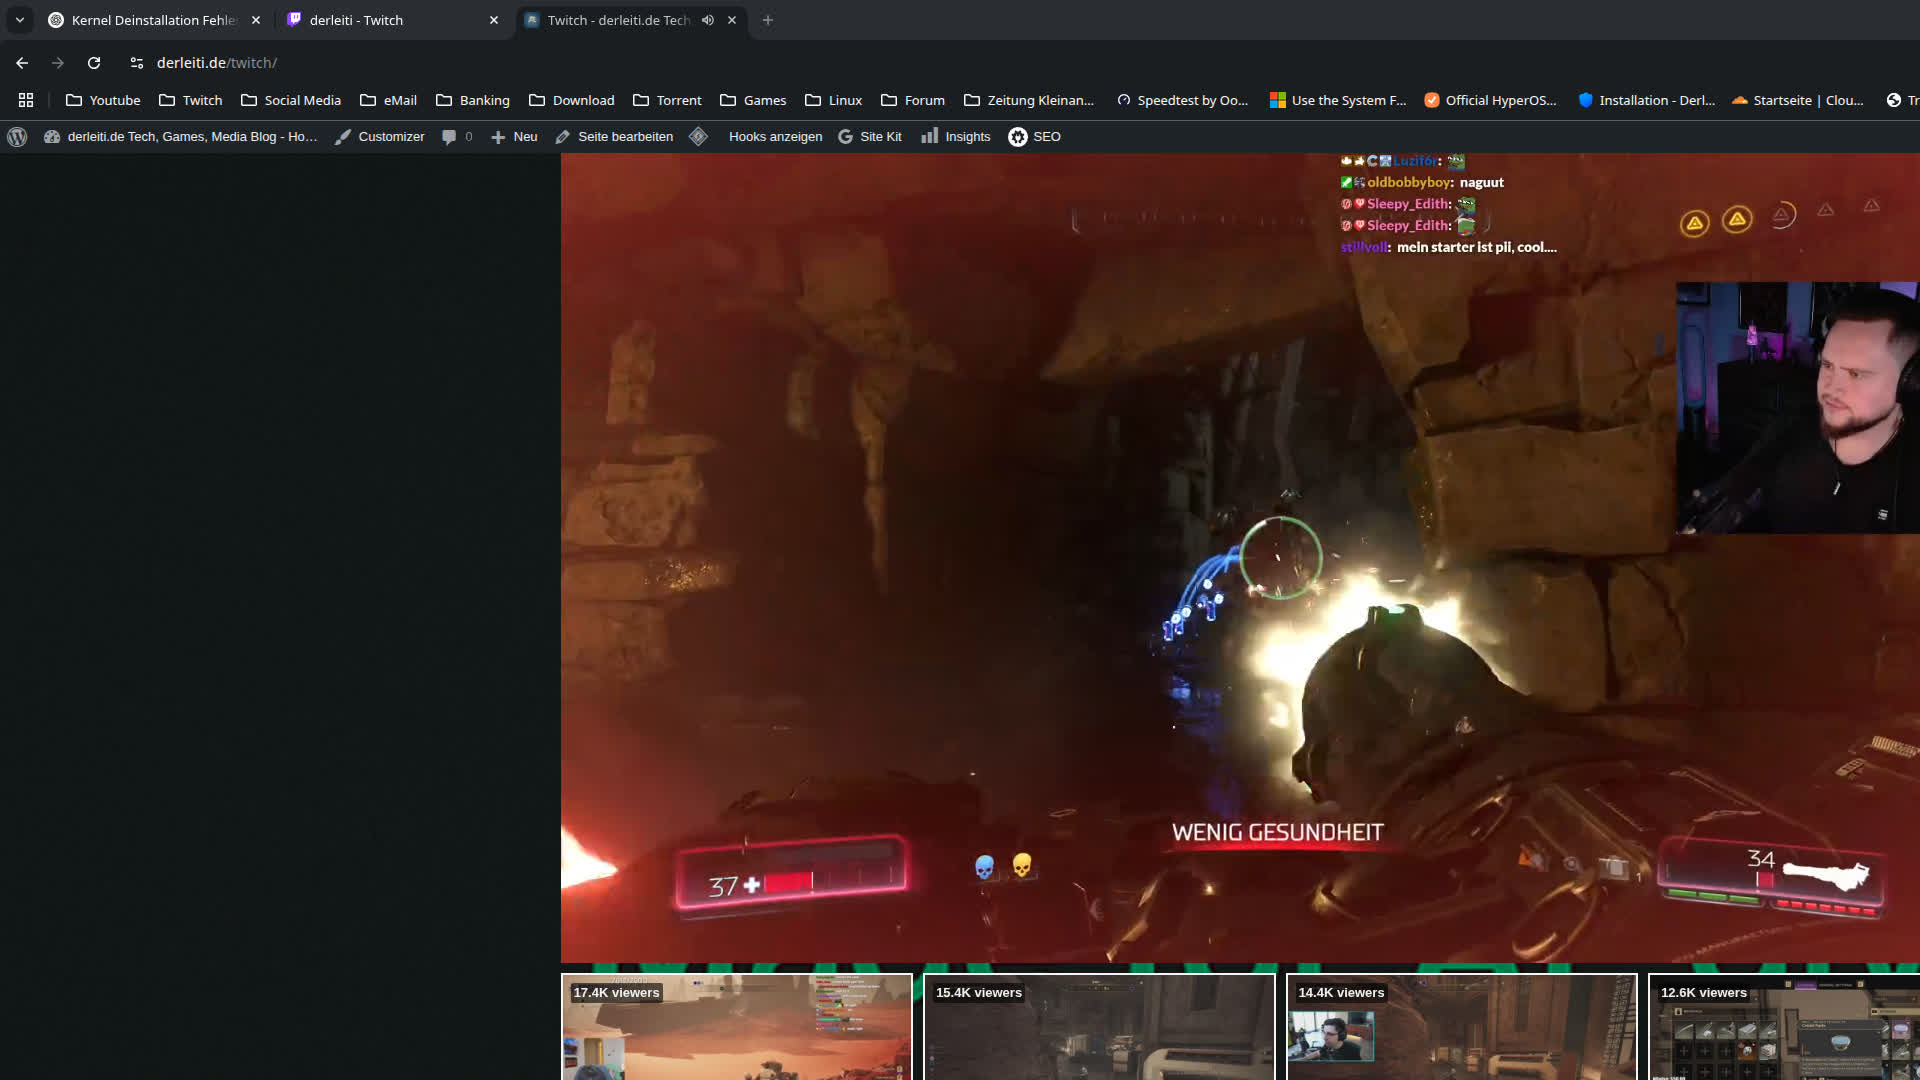 Kernel Deinstallation Fehle
derleiti - Twitch
Twitch - derleiti.de Tech
derleiti.de/twitch/
Youtube
Twitch
Social Media
eMail
Banking
Download
Torrent
Games
Linux
Forum
Zeitung Kleinan...
Speedtest by Oo...
Use the System F...
Official HyperOS...
Installation - Derl...
Startseite | Clou...
Tr
derleiti.de Tech, Games, Media Blog - Ho...
Customizer
0
Neu
Seite bearbeiten
Hooks anzeigen
Site Kit
Insights
SEO
Luzif6r:
oldbobbyboy: naguut
Sleepy_Edith:
Sleepy_Edith:
stillvoll: mein starter ist pli, cool....
WENIG GESUNDHEIT
37
1
34
17.4K viewers
15.4K viewers
14.4K viewers
12.6K viewers